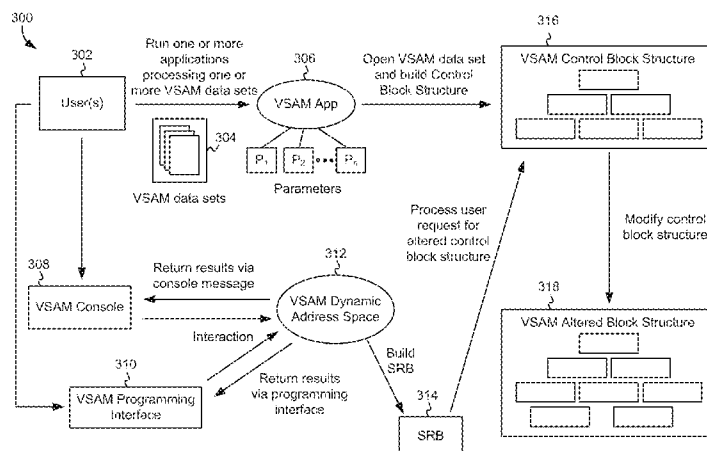 300
302
User(s)
Run one or more
applications
processing one or
more VSAM data sets
304
VSAM data sets
306
VSAM App
P1
P2
Pn
Parameters
Open VSAM data set
and build Control
Block Structure
316
VSAM Control Block Structure
Process user
request for
altered control
block structure
Modify control
block structure
308
VSAM Console
Return results via
console message
312
VSAM Dynamic
Address Space
Interaction
310
VSAM Programming
Interface
Return results
via programming
interface
Build
SRB
314
SRB
318
VSAM Altered Block Structure